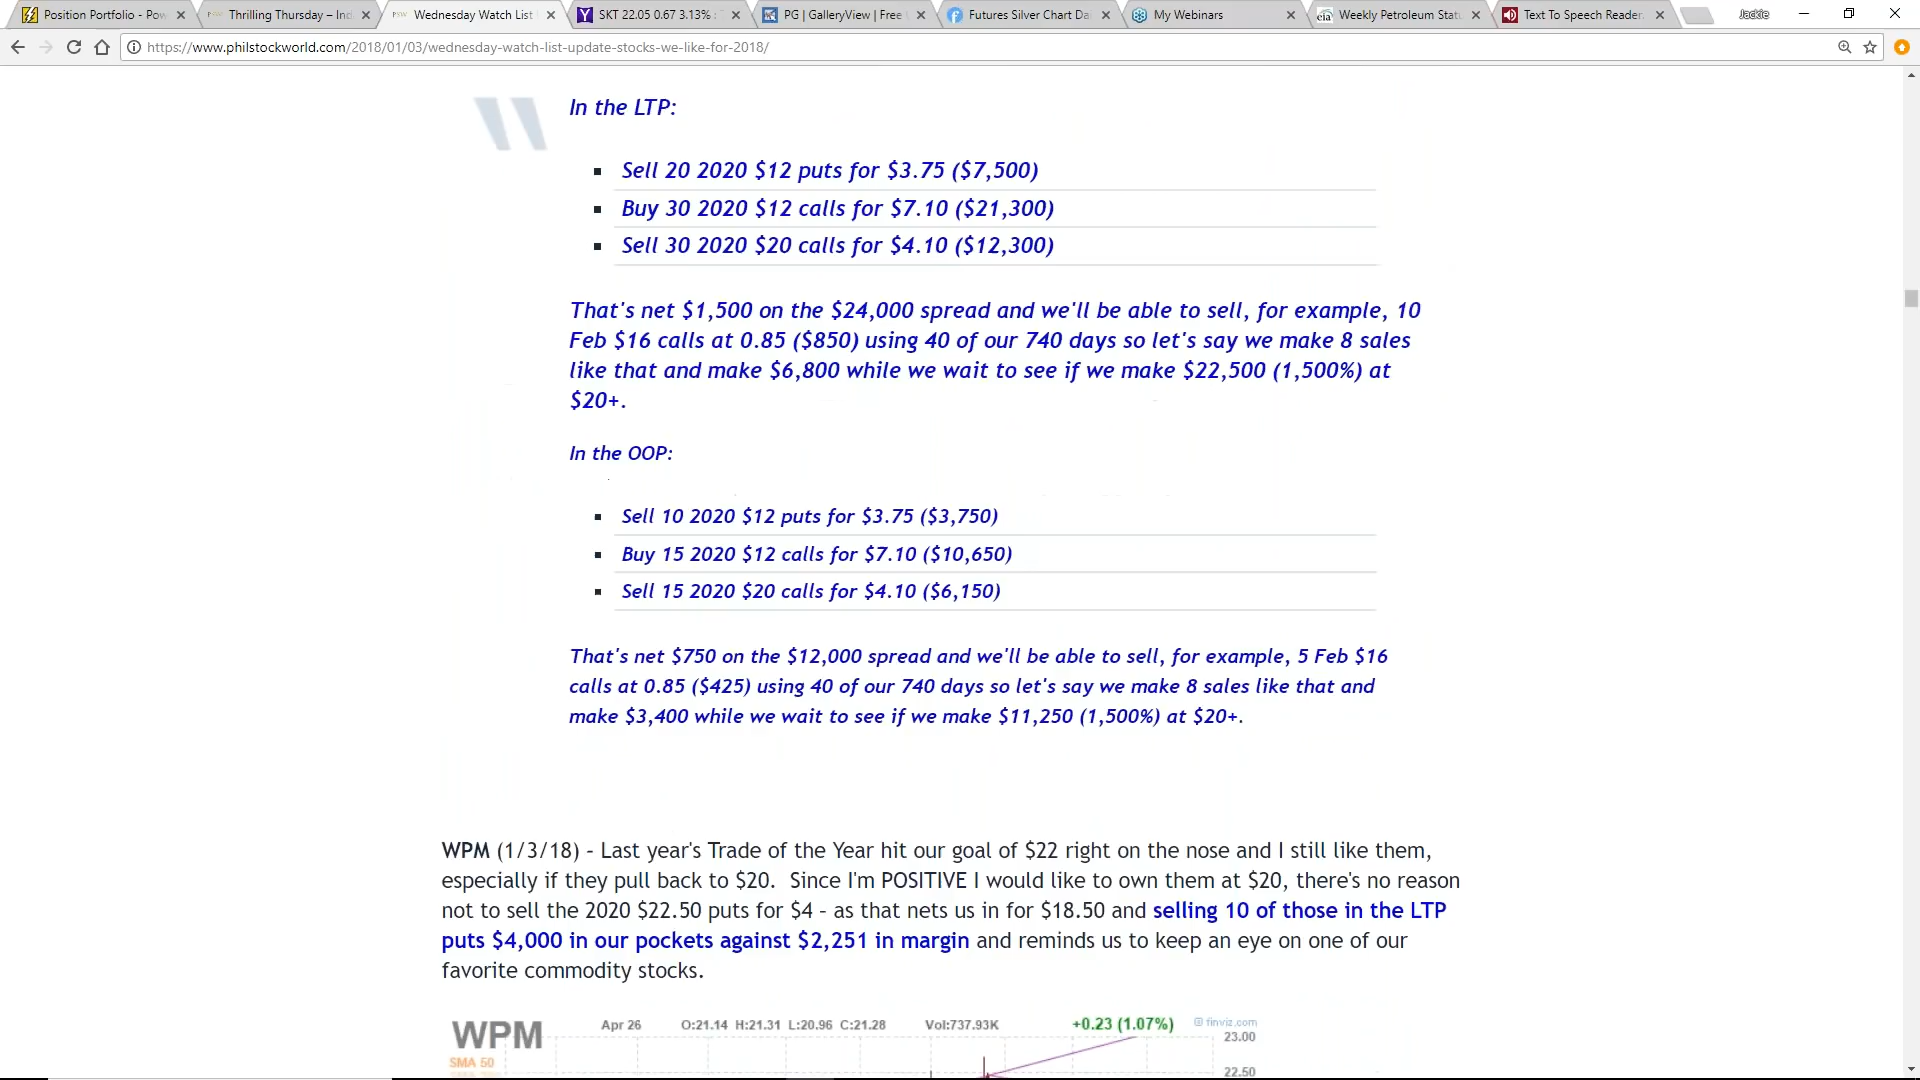 Position Portfolio - Pow
Thrilling Thursday – Ind
Wednesday Watch List
SKT 22.05 0.67 3.13% :
PG | GalleryView | Free
Futures Silver Chart Da
My Webinars
Weekly Petroleum Statu
Text To Speech Reader
Jackie
https://www.philstockworld.com/2018/01/03/wednesday-watch-list-update-stocks-we-like-for-2018/
In the LTP:
Sell 20 2020 $12 puts for $3.75 ($7,500)
Buy 30 2020 $12 calls for $7.10 ($21,300)
Sell 30 2020 $20 calls for $4.10 ($12,300)
That's net $1,500 on the $24,000 spread and we'll be able to sell, for example, 10
Feb $16 calls at 0.85 ($850) using 40 of our 740 days so let's say we make 8 sales
like that and make $6,800 while we wait to see if we make $22,500 (1,500%) at
$20+.
In the OOP:
Sell 10 2020 $12 puts for $3.75 ($3,750)
Buy 15 2020 $12 calls for $7.10 ($10,650)
Sell 15 2020 $20 calls for $4.10 ($6,150)
That's net $750 on the $12,000 spread and we'll be able to sell, for example, 5 Feb $16
calls at 0.85 ($425) using 40 of our 740 days so let's say we make 8 sales like that and
make $3,400 while we wait to see if we make $11,250 (1,500%) at $20+.
WPM (1/3/18) - Last year's Trade of the Year hit our goal of $22 right on the nose and I still like them,
especially if they pull back to $20. Since I'm POSITIVE I would like to own them at $20, there's no reason
not to sell the 2020 $22.50 puts for $4 - as that nets us in for $18.50 and selling 10 of those in the LTP
puts $4,000 in our pockets against $2,251 in margin and reminds us to keep an eye on one of our
favorite commodity stocks.
WPM Apr 26 O:21.14 H:21.31 L:20.96 C:21.28 Vol:737.93K +0.23 (1.07%) © finviz.com
23.00
SMA 50
22.50